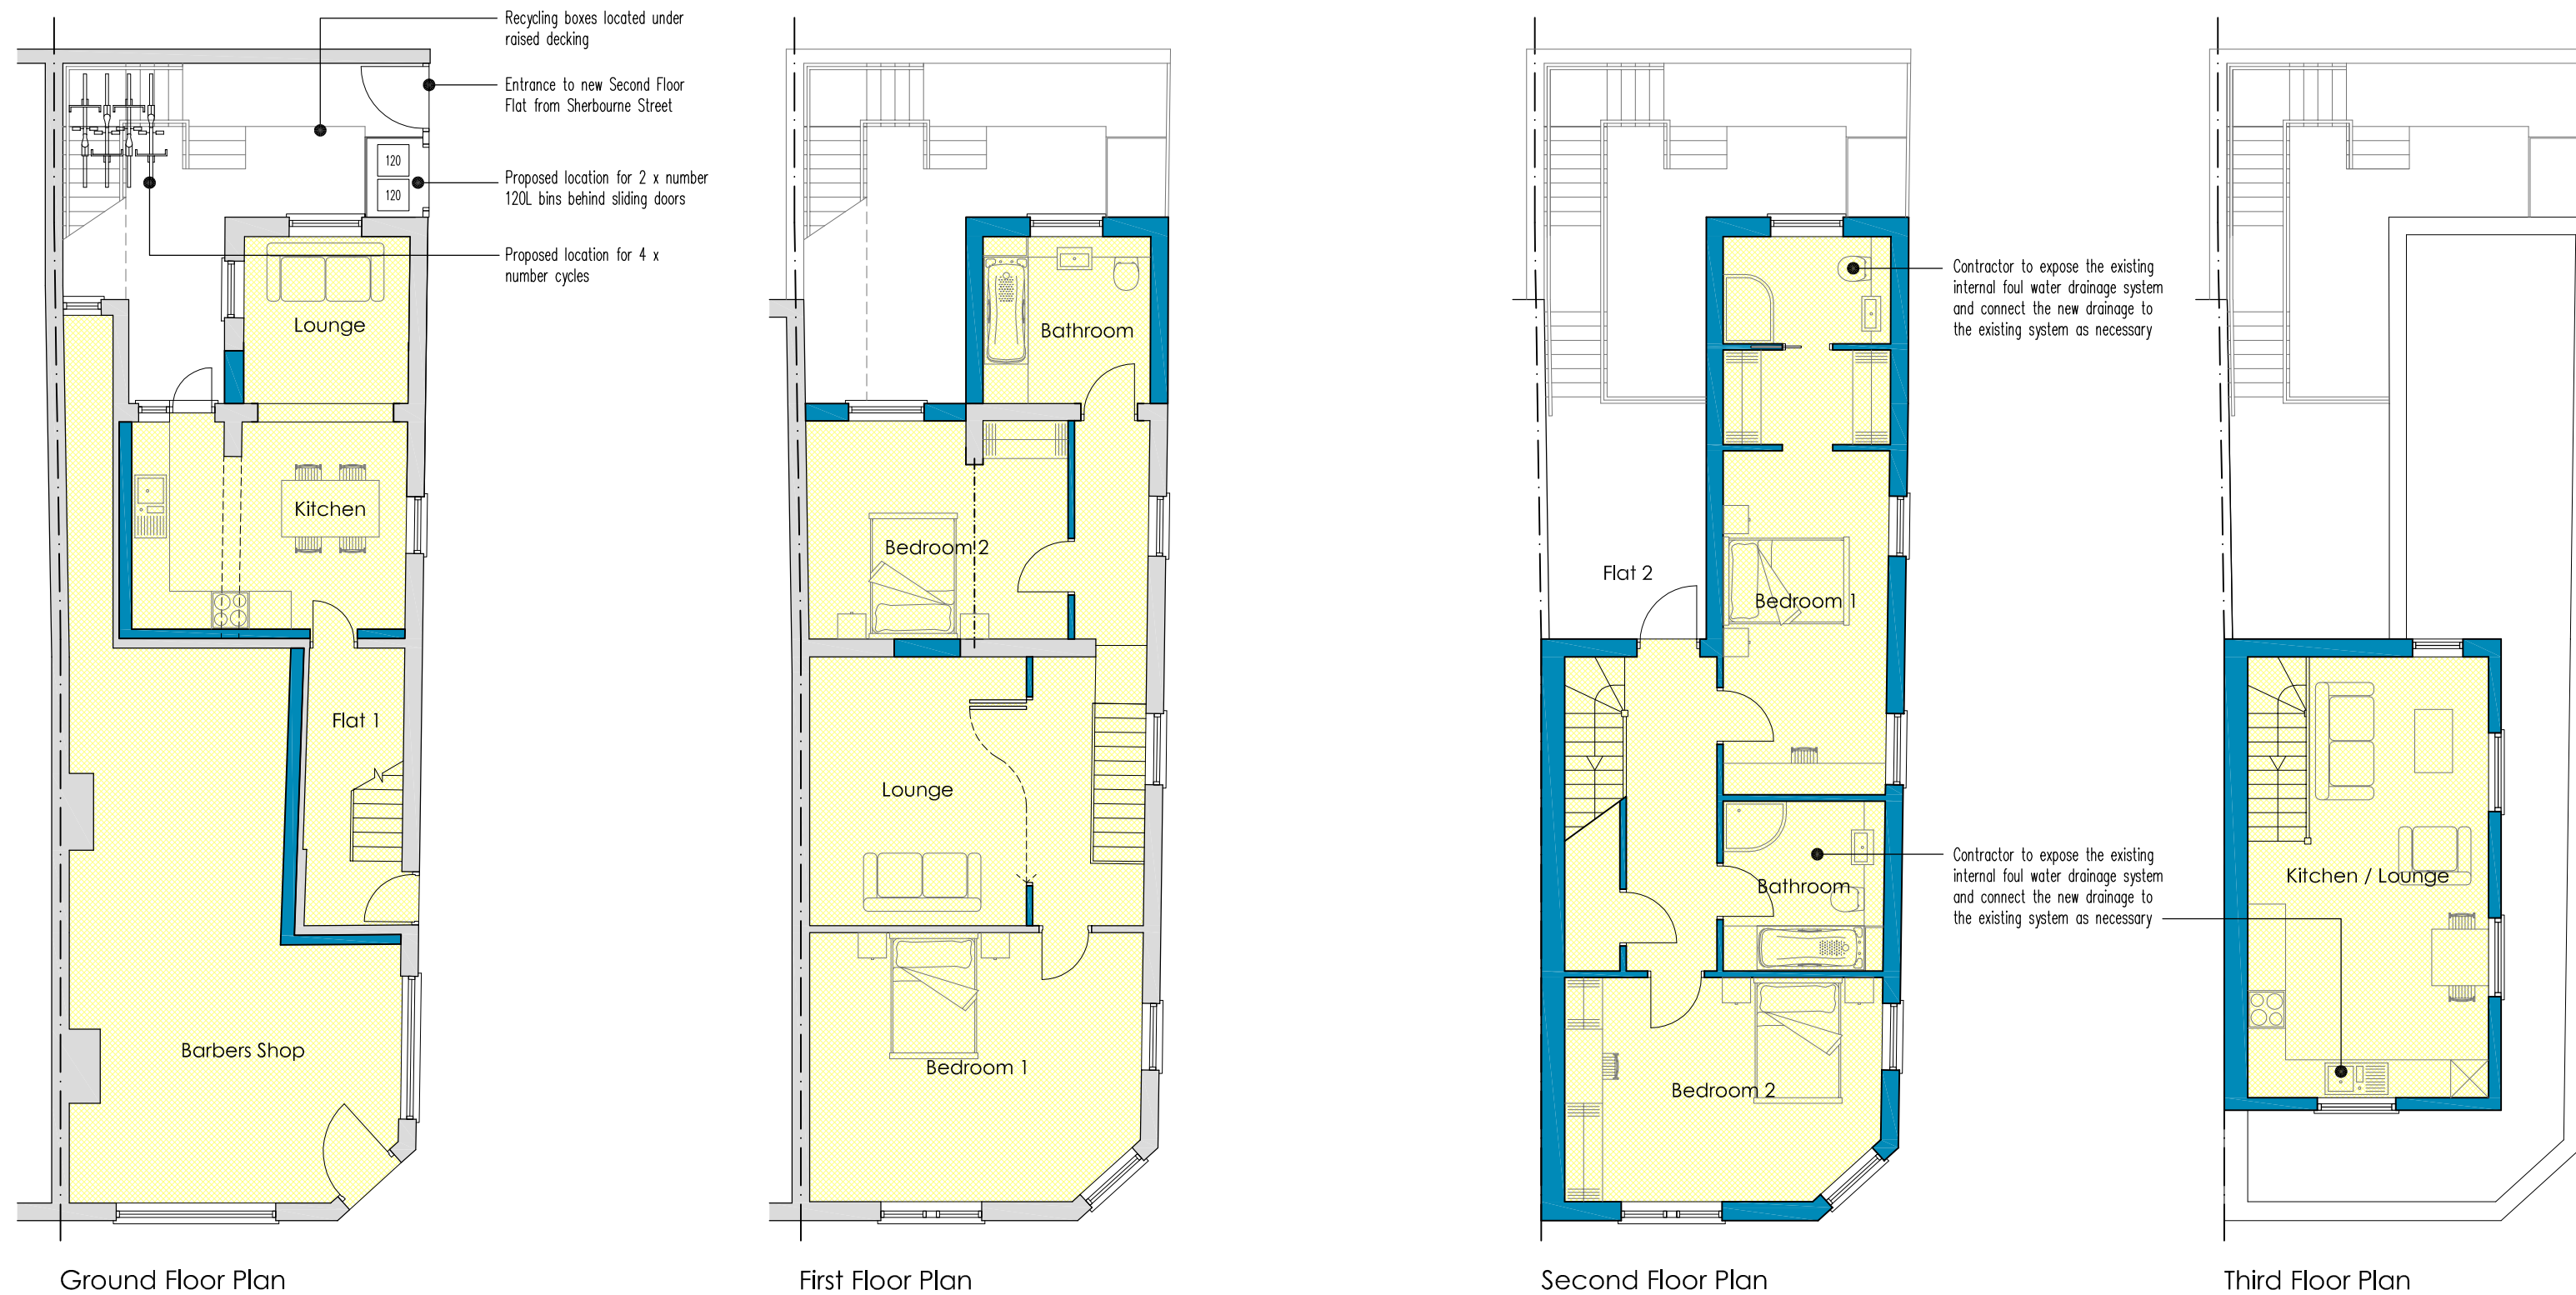 Recycling boxes located under
raised decking
Entrance to new Second Floor
Flat from Sherbourne Street
120
120
Proposed location for 2 x number
120L bins behind sliding doors
Proposed location for 4 x
number cycles
Lounge
Kitchen
Flat 1
Barbers Shop
Ground Floor Plan
Bathroom
Bedroom 2
Lounge
Bedroom 1
First Floor Plan
Contractor to expose the existing
internal foul water drainage system
and connect the new drainage to
the existing system as necessary
Flat 2
Bedroom 1
Bathroom
Contractor to expose the existing
internal foul water drainage system
and connect the new drainage to
the existing system as necessary
Bedroom 2
Second Floor Plan
Kitchen / Lounge
Third Floor Plan